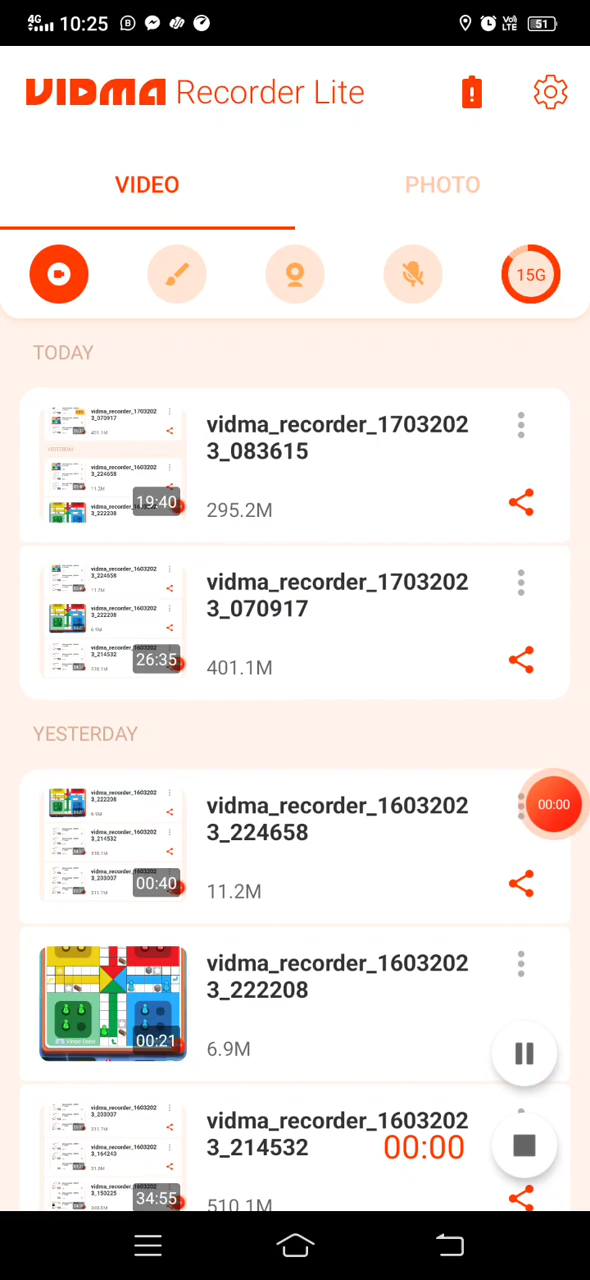 4G 10:25 Vol LTE 51
VIDMA Recorder Lite
VIDEO PHOTO
15G
TODAY
vidma_recorder_1703202
3_083615
19:40
295.2M
vidma_recorder_1703202
3_070917
26:35
401.1M
YESTERDAY
vidma_recorder_1603202
3_224658
00:00
00:40
11.2M
vidma_recorder_1603202
3_222208
00:21
6.9M
vidma_recorder_1603202
3_214532
00:00
34:55
510.1M